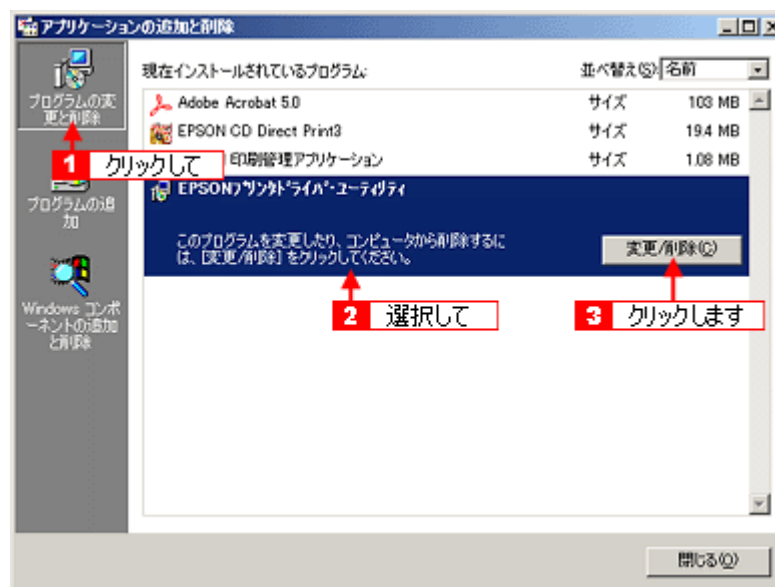 アプリケーションの追加と削除
プログラムの変
更と削除
1 クリックして
プログラムの追
加
Windows コンポ
ーネントの追加
と削除
現在インストールされているプログラム:
並べ替え(S): 名前
Adobe Acrobat 5.0 サイズ 103 MB
EPSON CD Direct Print3 サイズ 19.4 MB
印刷管理アプリケーション サイズ 1.08 MB
EPSONプリンタドライバ・ユーティリティ
このプログラムを変更したり、コンピュータから削除するに
は、[変更/削除] をクリックしてください。
変更/削除(C)
2 選択して
3 クリックします
閉じる(O)